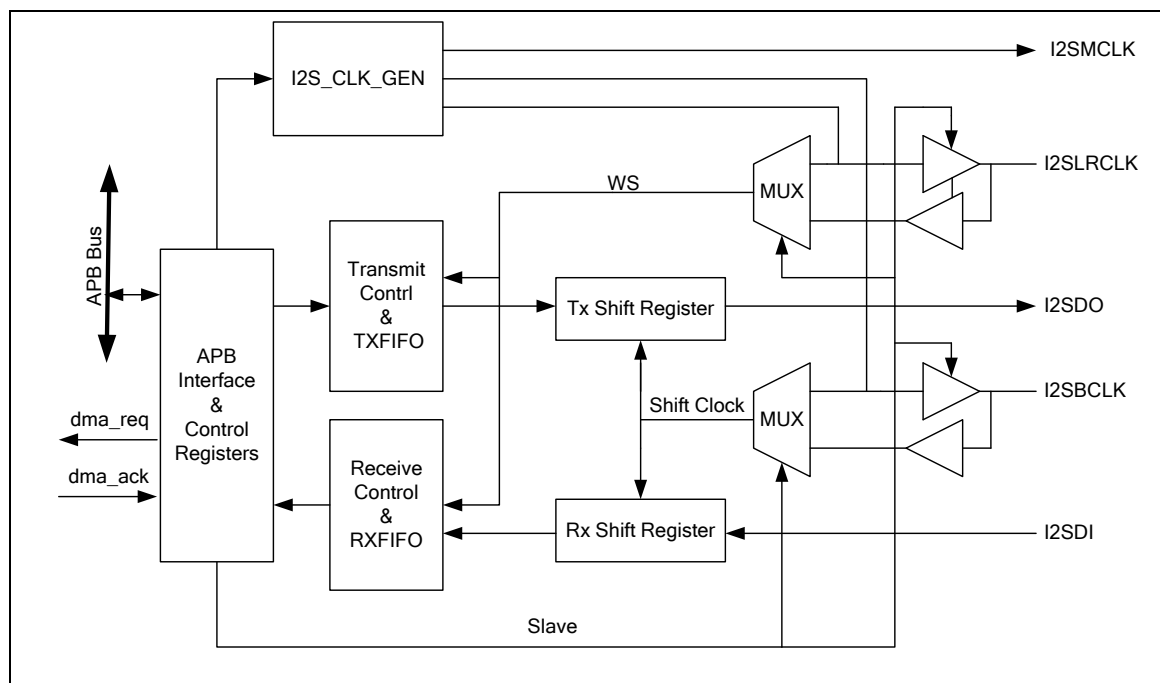 I2S_CLK_GEN
I2SMCLK
I2SLRCLK
MUX
WS
APB Bus
Transmit
Contrl
&
TXFIFO
Tx Shift Register
I2SDO
APB
Interface
&
Control
Registers
I2SBCLK
MUX
Shift Clock
dma_req
dma_ack
Receive
Control
&
RXFIFO
Rx Shift Register
I2SDI
Slave